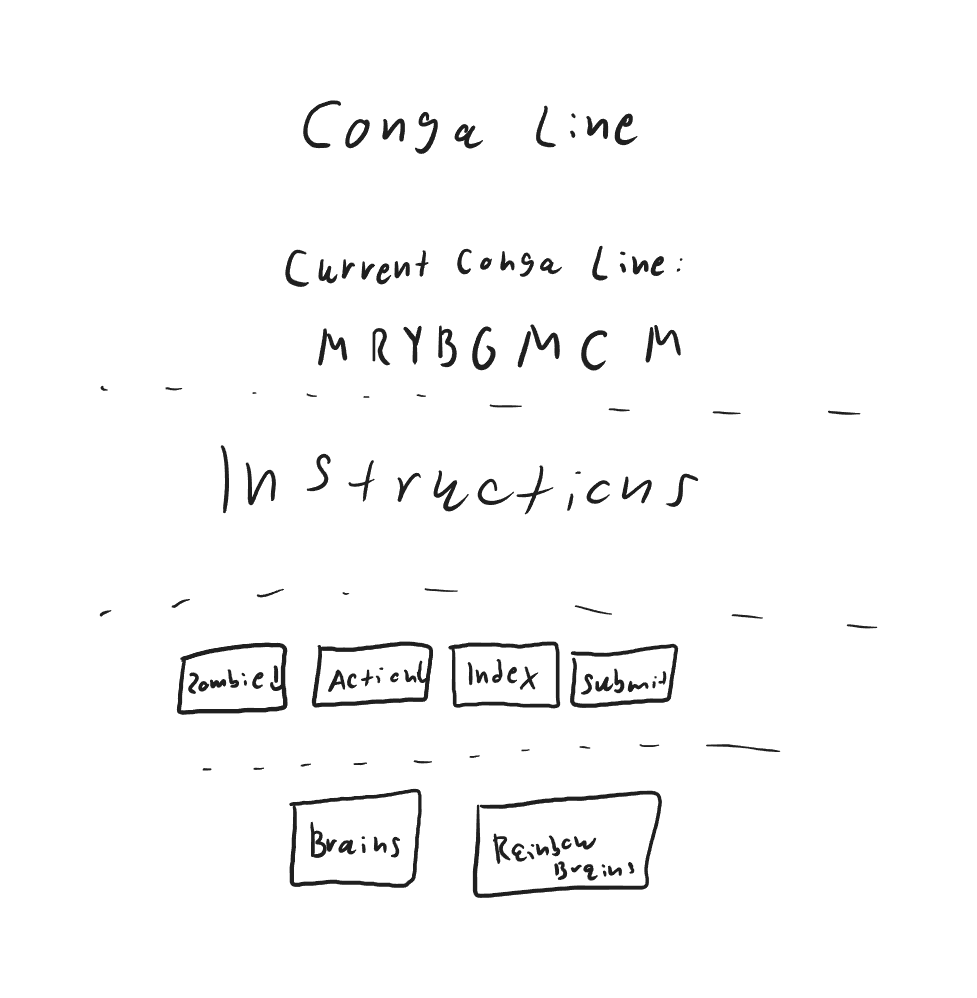 Conga Line
Current Conga Line:
M R Y B G M C M
Instructions
Zombie↓
Action↓
Index
Submit
Brains
Rainbow
Brains